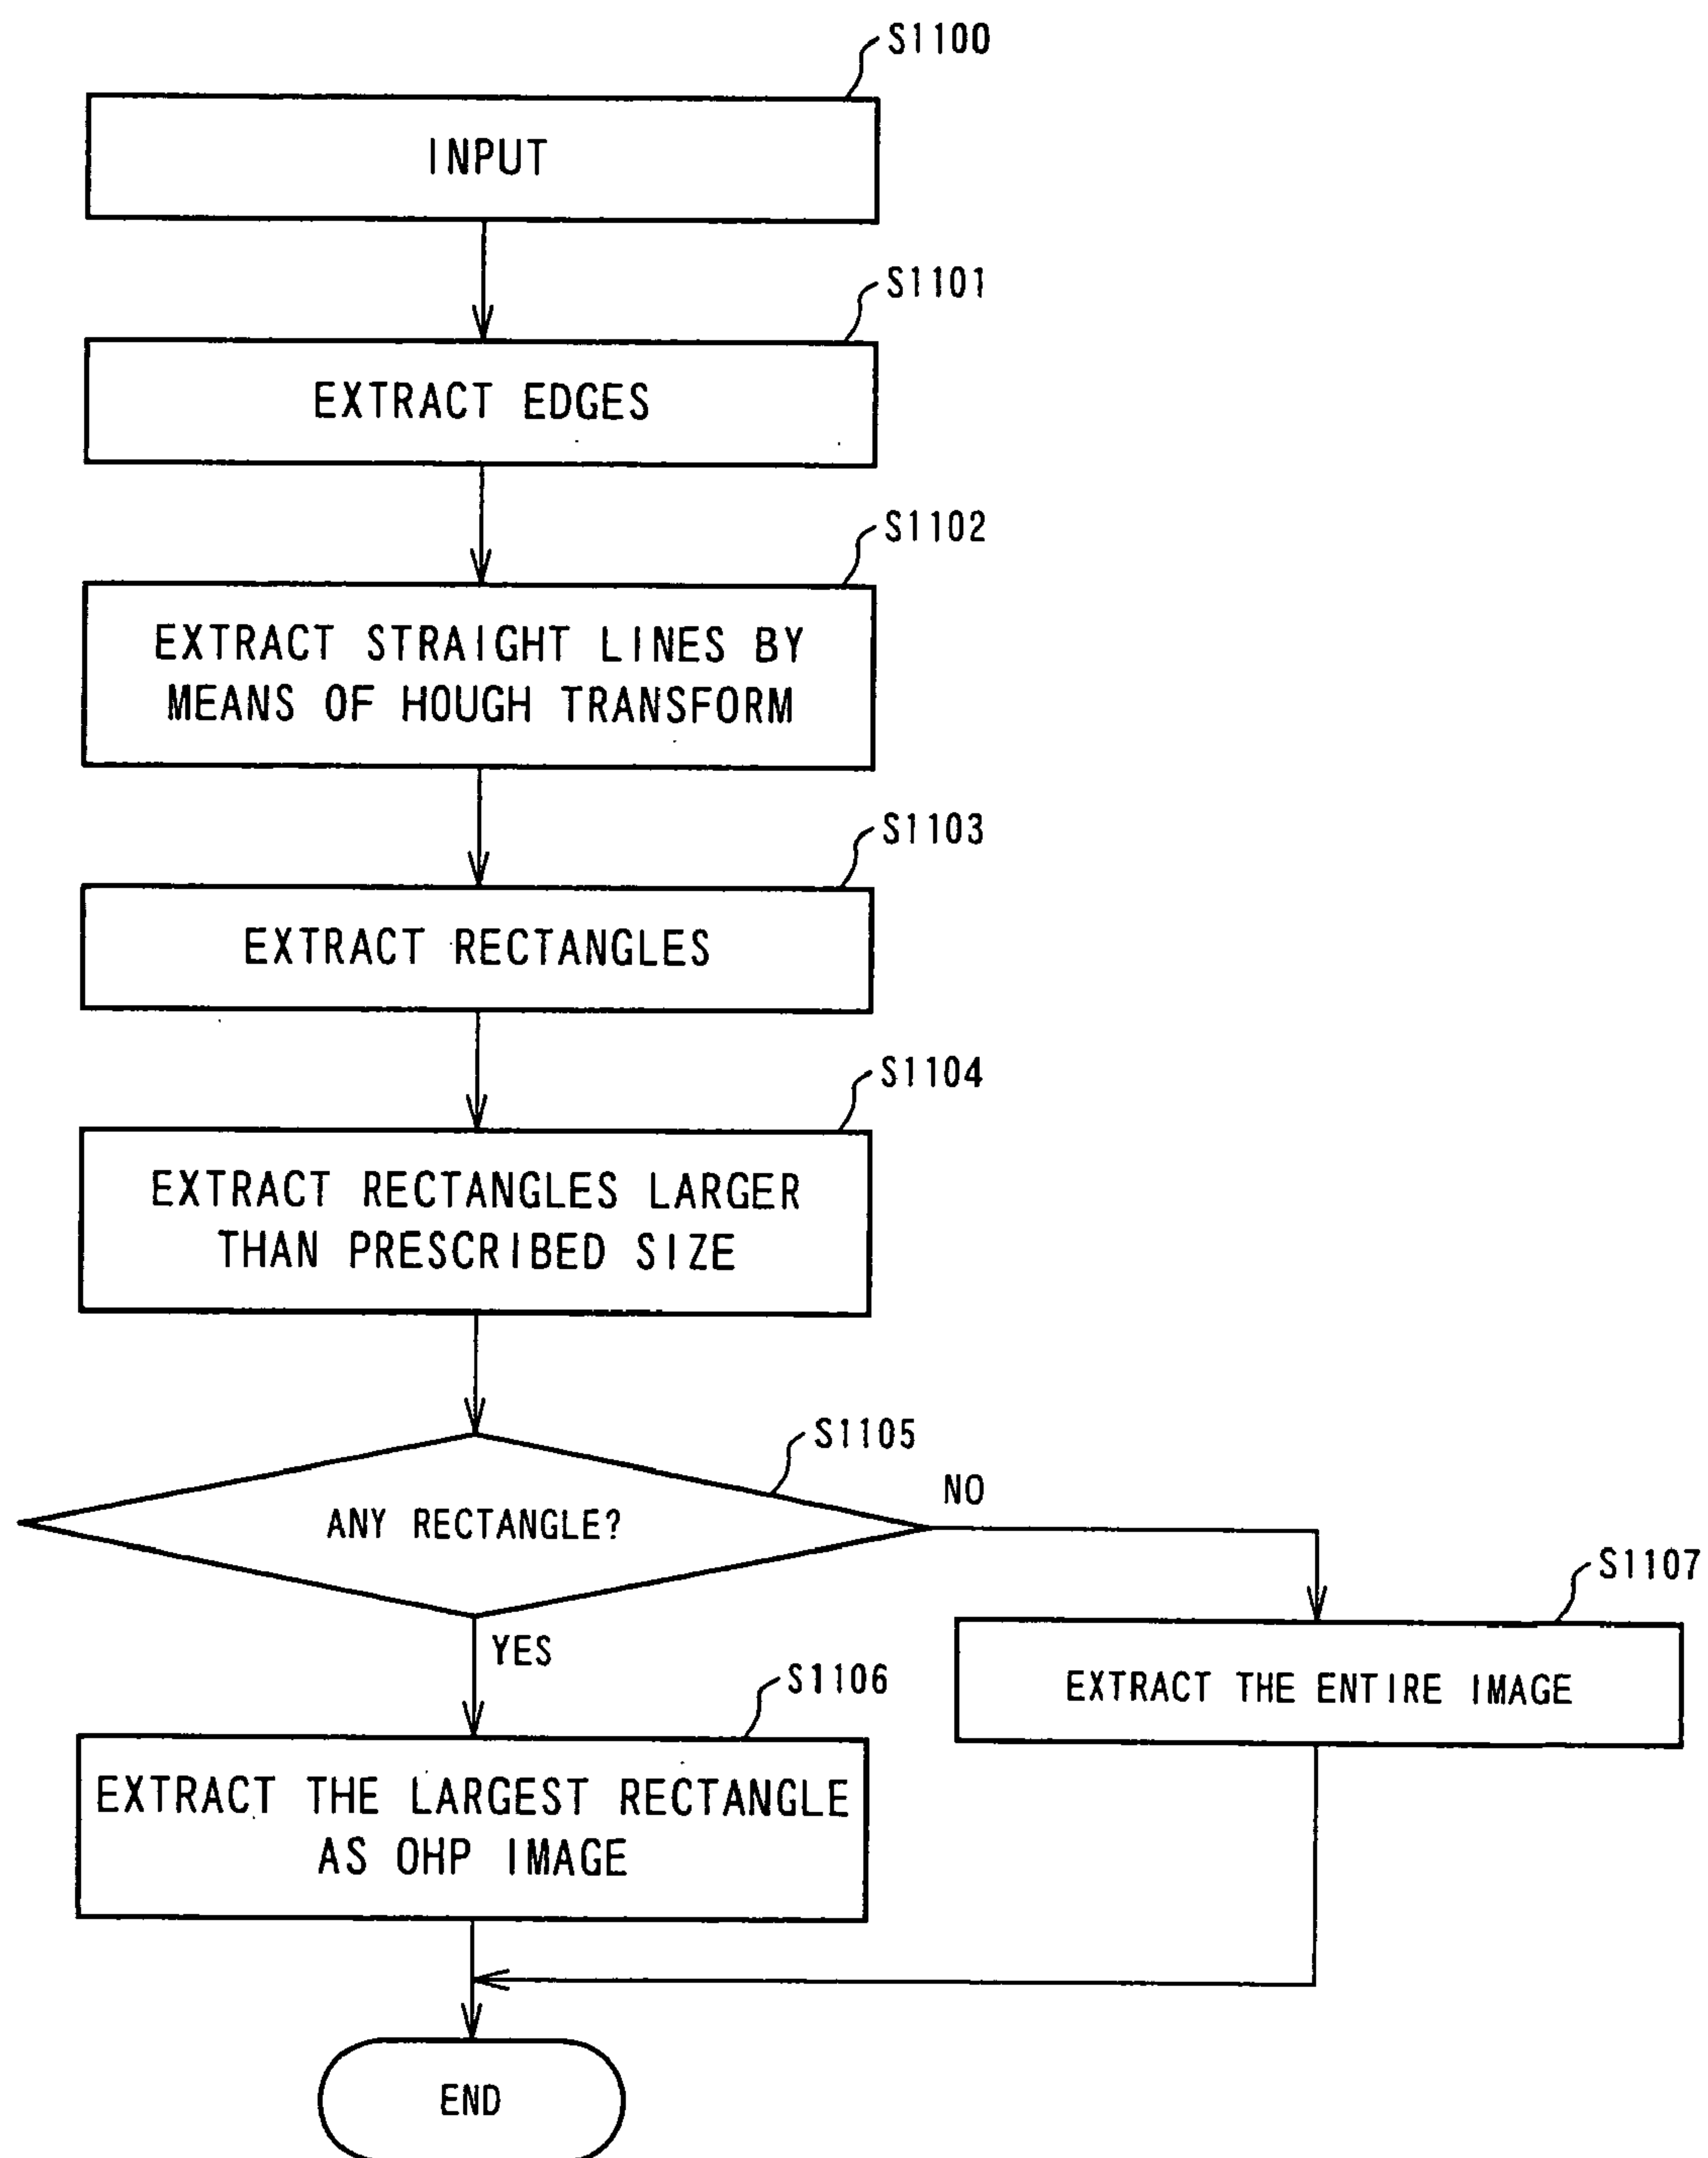 S1100
INPUT
S1101
EXTRACT EDGES
S1102
EXTRACT STRAIGHT LINES BY
MEANS OF HOUGH TRANSFORM
S1103
EXTRACT RECTANGLES
S1104
EXTRACT RECTANGLES LARGER
THAN PRESCRIBED SIZE
S1105
ANY RECTANGLE?
NO
YES
S1107
EXTRACT THE ENTIRE IMAGE
S1106
EXTRACT THE LARGEST RECTANGLE
AS OHP IMAGE
END